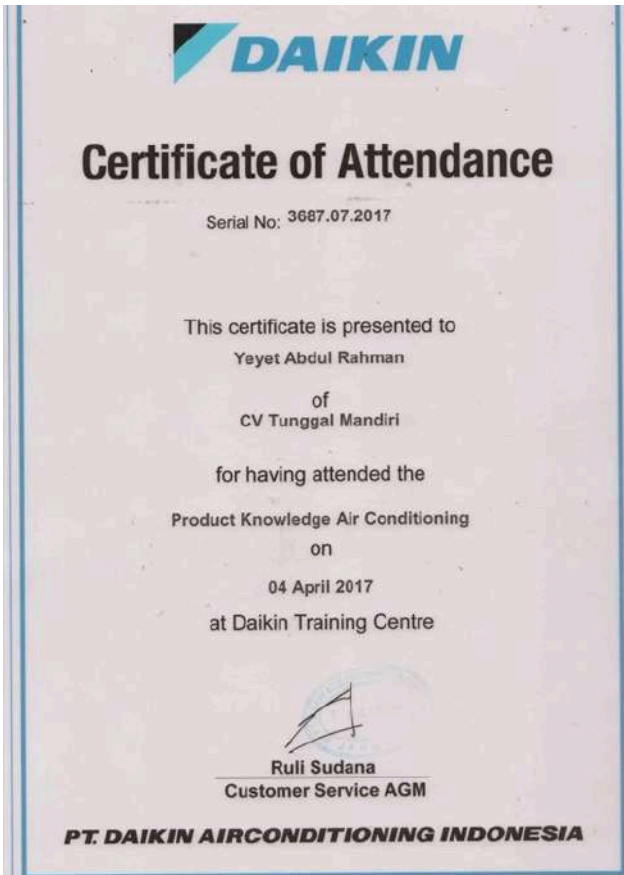 DAIKIN
Certificate of Attendance
Serial No: 3687.07.2017
This certificate is presented to
Yeyet Abdul Rahman
of
CV Tunggal Mandiri
for having attended the
Product Knowledge Air Conditioning
on
04 April 2017
at Daikin Training Centre
Ruli Sudana
Customer Service AGM
PT. DAIKIN AIRCONDITIONING INDONESIA